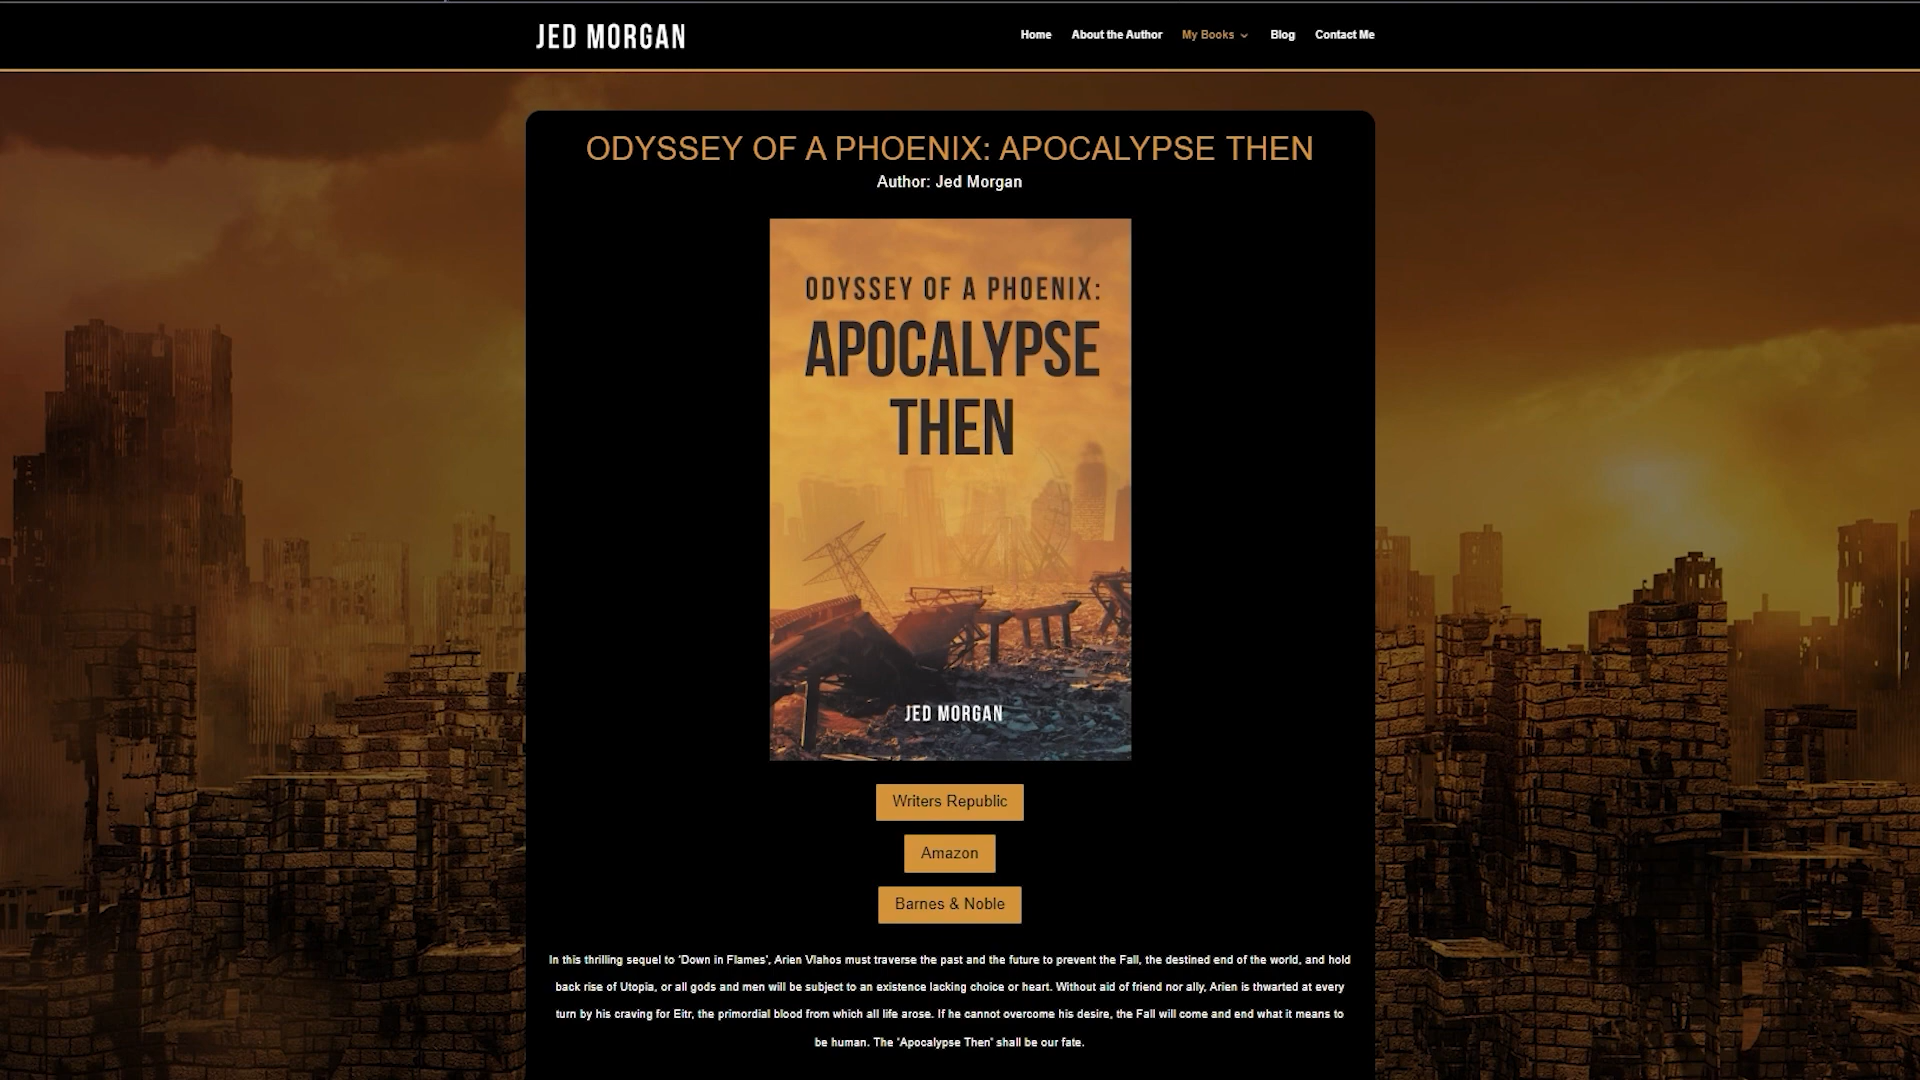 JED MORGAN
Home About the Author My Books Blog Contact Me
ODYSSEY OF A PHOENIX: APOCALYPSE THEN
Author: Jed Morgan
ODYSSEY OF A PHOENIX:
APOCALYPSE
THEN
JED MORGAN
Writers Republic
Amazon
Barnes & Noble
In this thrilling sequel to 'Down in Flames', Arien Vlahos must traverse the past and the future to prevent the Fall, the destined end of the world, and hold
back rise of Utopia, or all gods and men will be subject to an existence lacking choice or heart. Without aid of friend nor ally, Arien is thwarted at every
turn by his craving for Eitr, the primordial blood from which all life arose. If he cannot overcome his desire, the Fall will come and end what it means to
be human. The 'Apocalypse Then' shall be our fate.